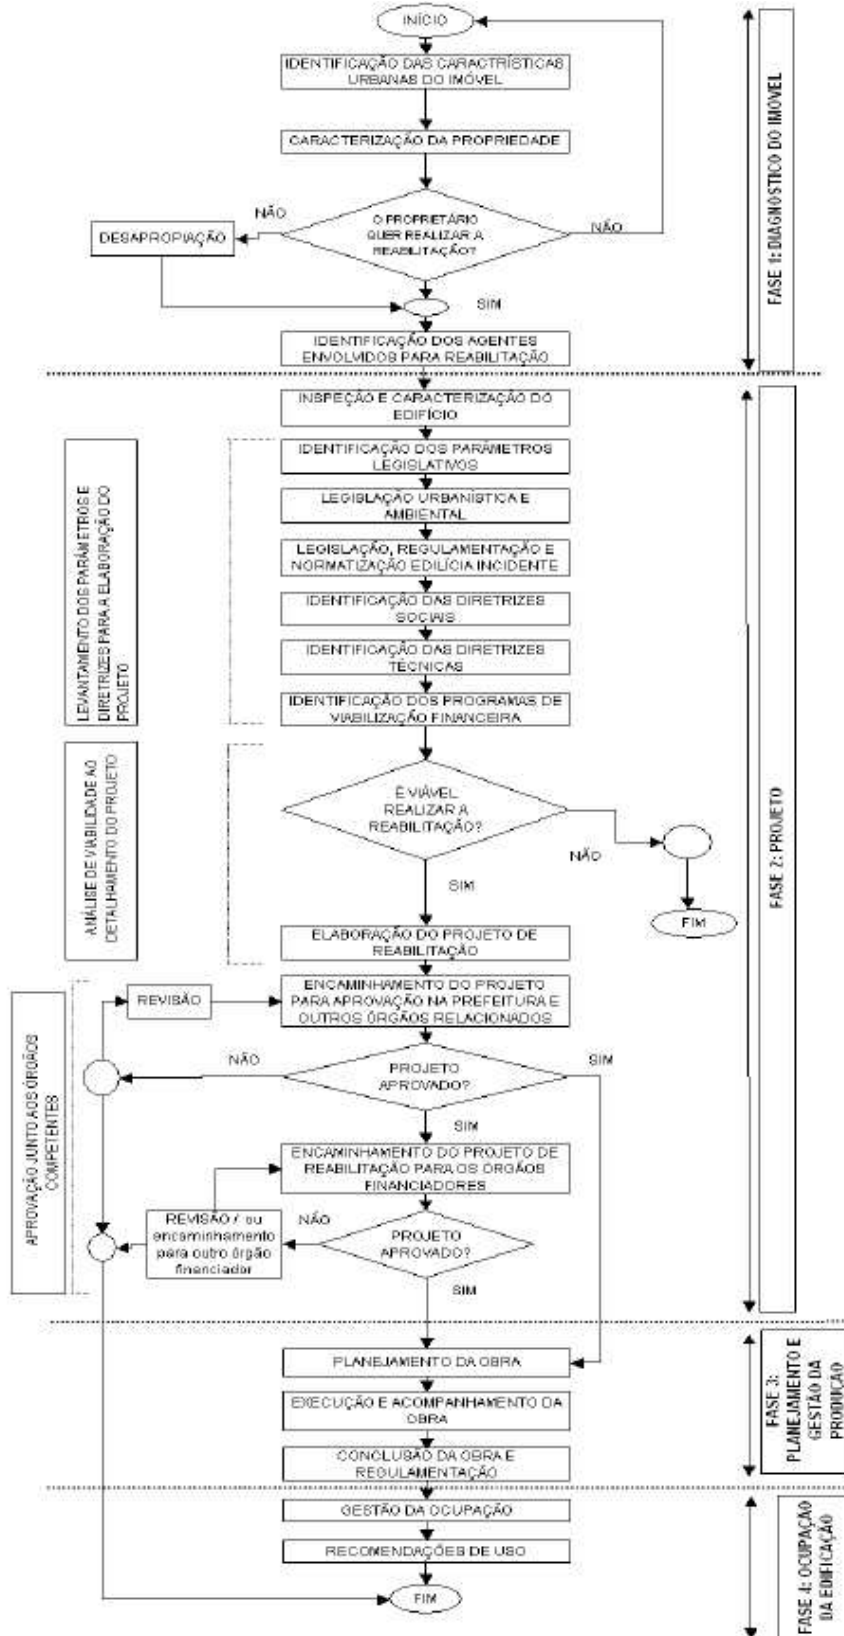 INÍCIO
IDENTIFICAÇÃO DAS CARACTRÍSTICAS
URBANAS DO IMÓVEL
CARACTERIZAÇÃO DA PROPRIEDADE
NÃO
O PROPRIETÁRIO
QUER REALIZAR A
REABILITAÇÃO?
NÃO
DESAPROPIAÇÃO
SIM
IDENTIFICAÇÃO DOS AGENTES
ENVOLVIDOS PARA REABILITAÇÃO
FASE 1: DIAGNOSTICO DO IMOVEL
INSPEÇÃO E CARACTERIZAÇÃO DO
EDIFÍCIO
IDENTIFICAÇÃO DOS PARÂMETROS
LEGISLATIVOS
LEGISLAÇÃO URBANÍSTICA E
AMBIENTAL
LEGISLAÇÃO, REGULAMENTAÇÃO E
NORMATIZAÇÃO EDILÍCIA INCIDENTE
IDENTIFICAÇÃO DAS DIRETRIZES
SOCIAIS
IDENTIFICAÇÃO DAS DIRETRIZES
TÉCNICAS
IDENTIFICAÇÃO DOS PROGRAMAS DE
VIABILIZAÇÃO FINANCEIRA
LEVANTAMENTO DOS PARÂMETROS E
DIRETRIZES PARA A ELABORAÇÃO DO
PROJETO
É VIÁVEL
REALIZAR A
REABILITAÇÃO?
NÃO
SIM
FIM
ANÁLISE DE VIABILIDADE AO
DETALHAMENTO DO PROJETO
FASE 2: PROJETO
ELABORAÇÃO DO PROJETO DE
REABILITAÇÃO
REVISÃO
ENCAMINHAMENTO DO PROJETO
PARA APROVAÇÃO NA PREFEITURA E
OUTROS ÓRGÃOS RELACIONADOS
NÃO
PROJETO
APROVADO?
SIM
SIM
ENCAMINHAMENTO DO PROJETO DE
REABILITAÇÃO PARA OS ÓRGÃOS
FINANCIADORES
APROVAÇÃO JUNTO AOS ÓRGÃOS
COMPETENTES
REVISÃO / ou
encaminhamento
para outro órgão
financiador
NÃO
PROJETO
APROVADO?
SIM
PLANEJAMENTO DA OBRA
EXECUÇÃO E ACOMPANHAMENTO DA
OBRA
CONCLUSÃO DA OBRA E
REGULAMENTAÇÃO
FASE 3:
PLANEJAMENTO E
GESTÃO DA
PRODUÇÃO
GESTÃO DA OCUPAÇÃO
RECOMENDAÇÕES DE USO
FIM
FASE 4: OCUPAÇÃO
DA EDIFICAÇÃO